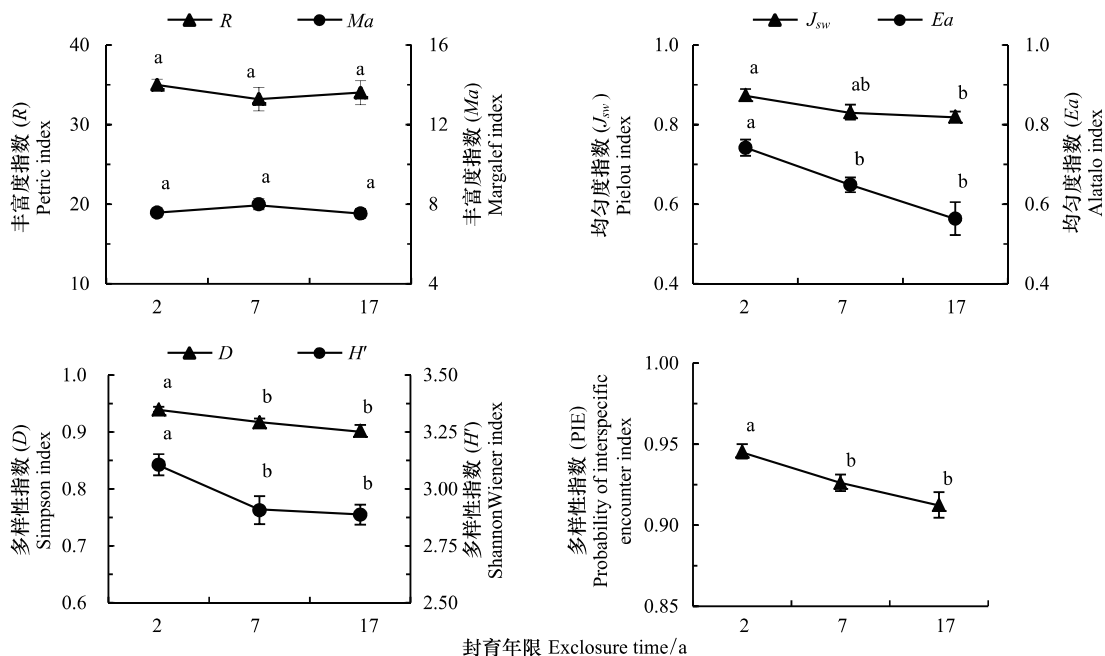 R Ma
40 16
30 12
20 8
10 4
a a a
a a a
2 7 17
丰富度指数 (R)
Petric index
丰富度指数 (Ma)
Margalef index
Jsw Ea
1.0 1.0
0.8 0.8
0.6 0.6
0.4 0.4
a ab b
a b b
2 7 17
均匀度指数 (Jsw )
Pielou index
均匀度指数 (Ea)
Alatalo index
D H'
1.0 3.50
0.9 3.25
0.8 3.00
0.7 2.75
0.6 2.50
a b b
a b b
2 7 17
多样性指数 (D)
Simpson index
多样性指数 (H')
ShannonWiener index
1.00
0.95
0.90
0.85
a b b
2 7 17
多样性指数 (PIE)
Probability of interspecific
encounter index
封育年限 Exclosure time/a